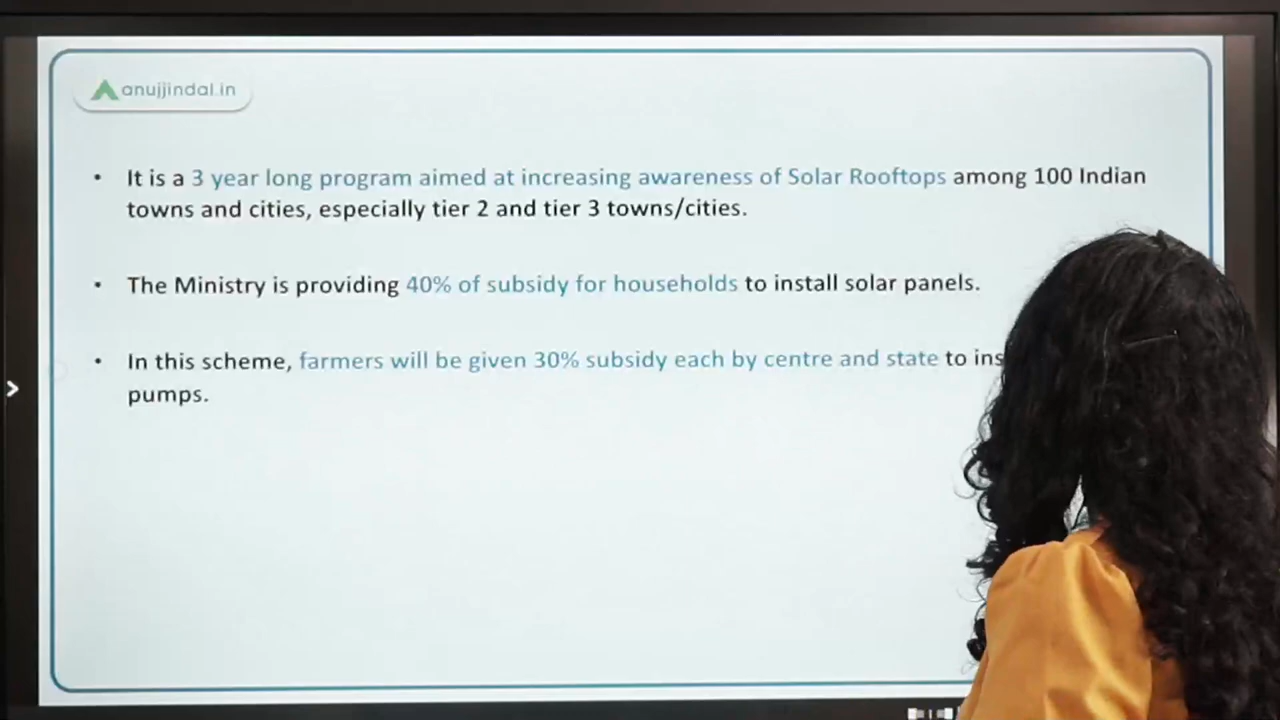 anujjindal.in
• It is a 3 year long program aimed at increasing awareness of Solar Rooftops among 100 Indian
towns and cities, especially tier 2 and tier 3 towns/cities.
• The Ministry is providing 40% of subsidy for households to install solar panels.
• In this scheme, farmers will be given 30% subsidy each by centre and state to
pumps.